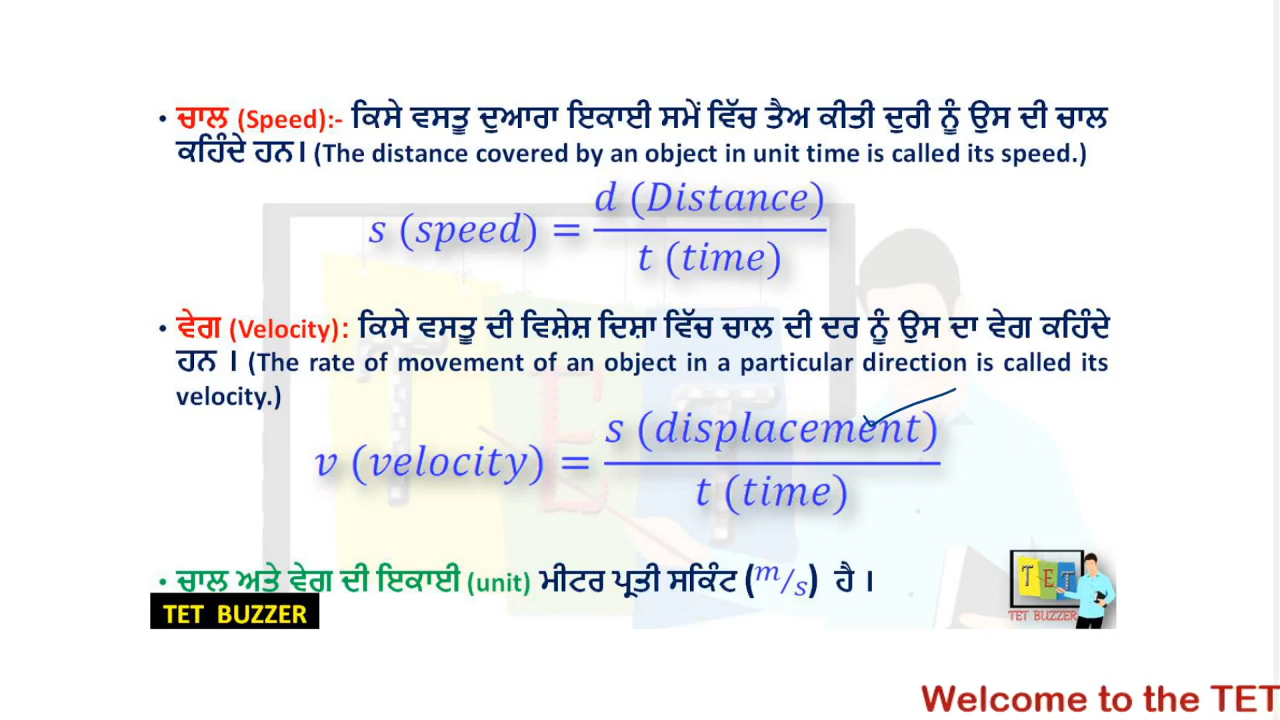 • ਚਾਲ (Speed):- ਕਿਸੇ ਵਸਤੂ ਦੁਆਰਾ ਇਕਾਈ ਸਮੇਂ ਵਿੱਚ ਤੈਅ ਕੀਤੀ ਦੁਰੀ ਨੂੰ ਉਸ ਦੀ ਚਾਲ
ਕਹਿੰਦੇ ਹਨ। (The distance covered by an object in unit time is called its speed.)
s (speed) = d (Distance) / t (time)
• ਵੇਗ (Velocity): ਕਿਸੇ ਵਸਤੂ ਦੀ ਵਿਸ਼ੇਸ਼ ਦਿਸ਼ਾ ਵਿੱਚ ਚਾਲ ਦੀ ਦਰ ਨੂੰ ਉਸ ਦਾ ਵੇਗ ਕਹਿੰਦੇ
ਹਨ । (The rate of movement of an object in a particular direction is called its
velocity.)
v (velocity) = s (displacement) / t (time)
• ਚਾਲ ਅਤੇ ਵੇਗ ਦੀ ਇਕਾਈ (unit) ਮੀਟਰ ਪ੍ਰਤੀ ਸਕਿੰਟ (m/s) ਹੈ ।
TET BUZZER
TET
TET BUZZER
Welcome to the TET